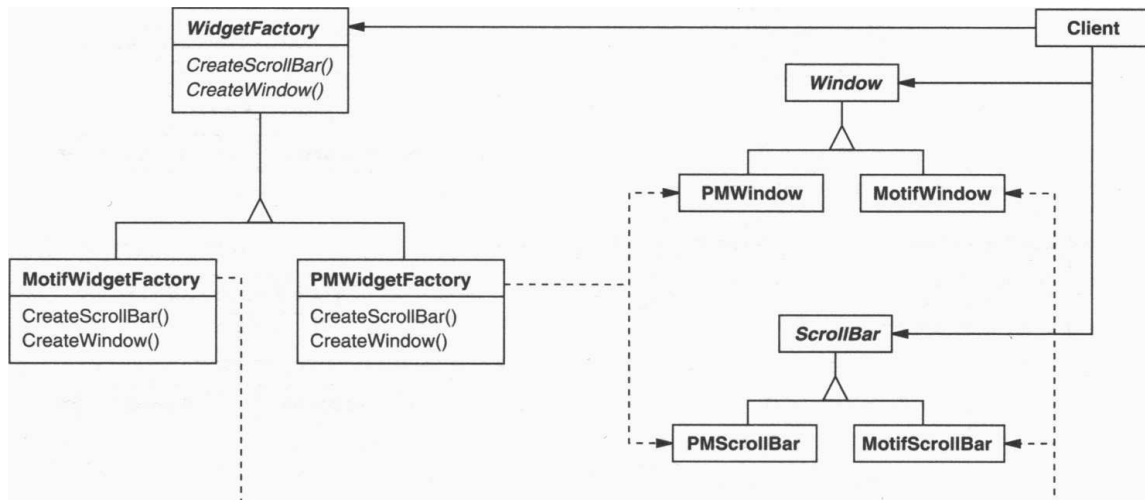 WidgetFactory
CreateScrollBar()
CreateWindow()
Client
Window
PMWindow
MotifWindow
MotifWidgetFactory
CreateScrollBar()
CreateWindow()
PMWidgetFactory
CreateScrollBar()
CreateWindow()
ScrollBar
PMScrollBar
MotifScrollBar